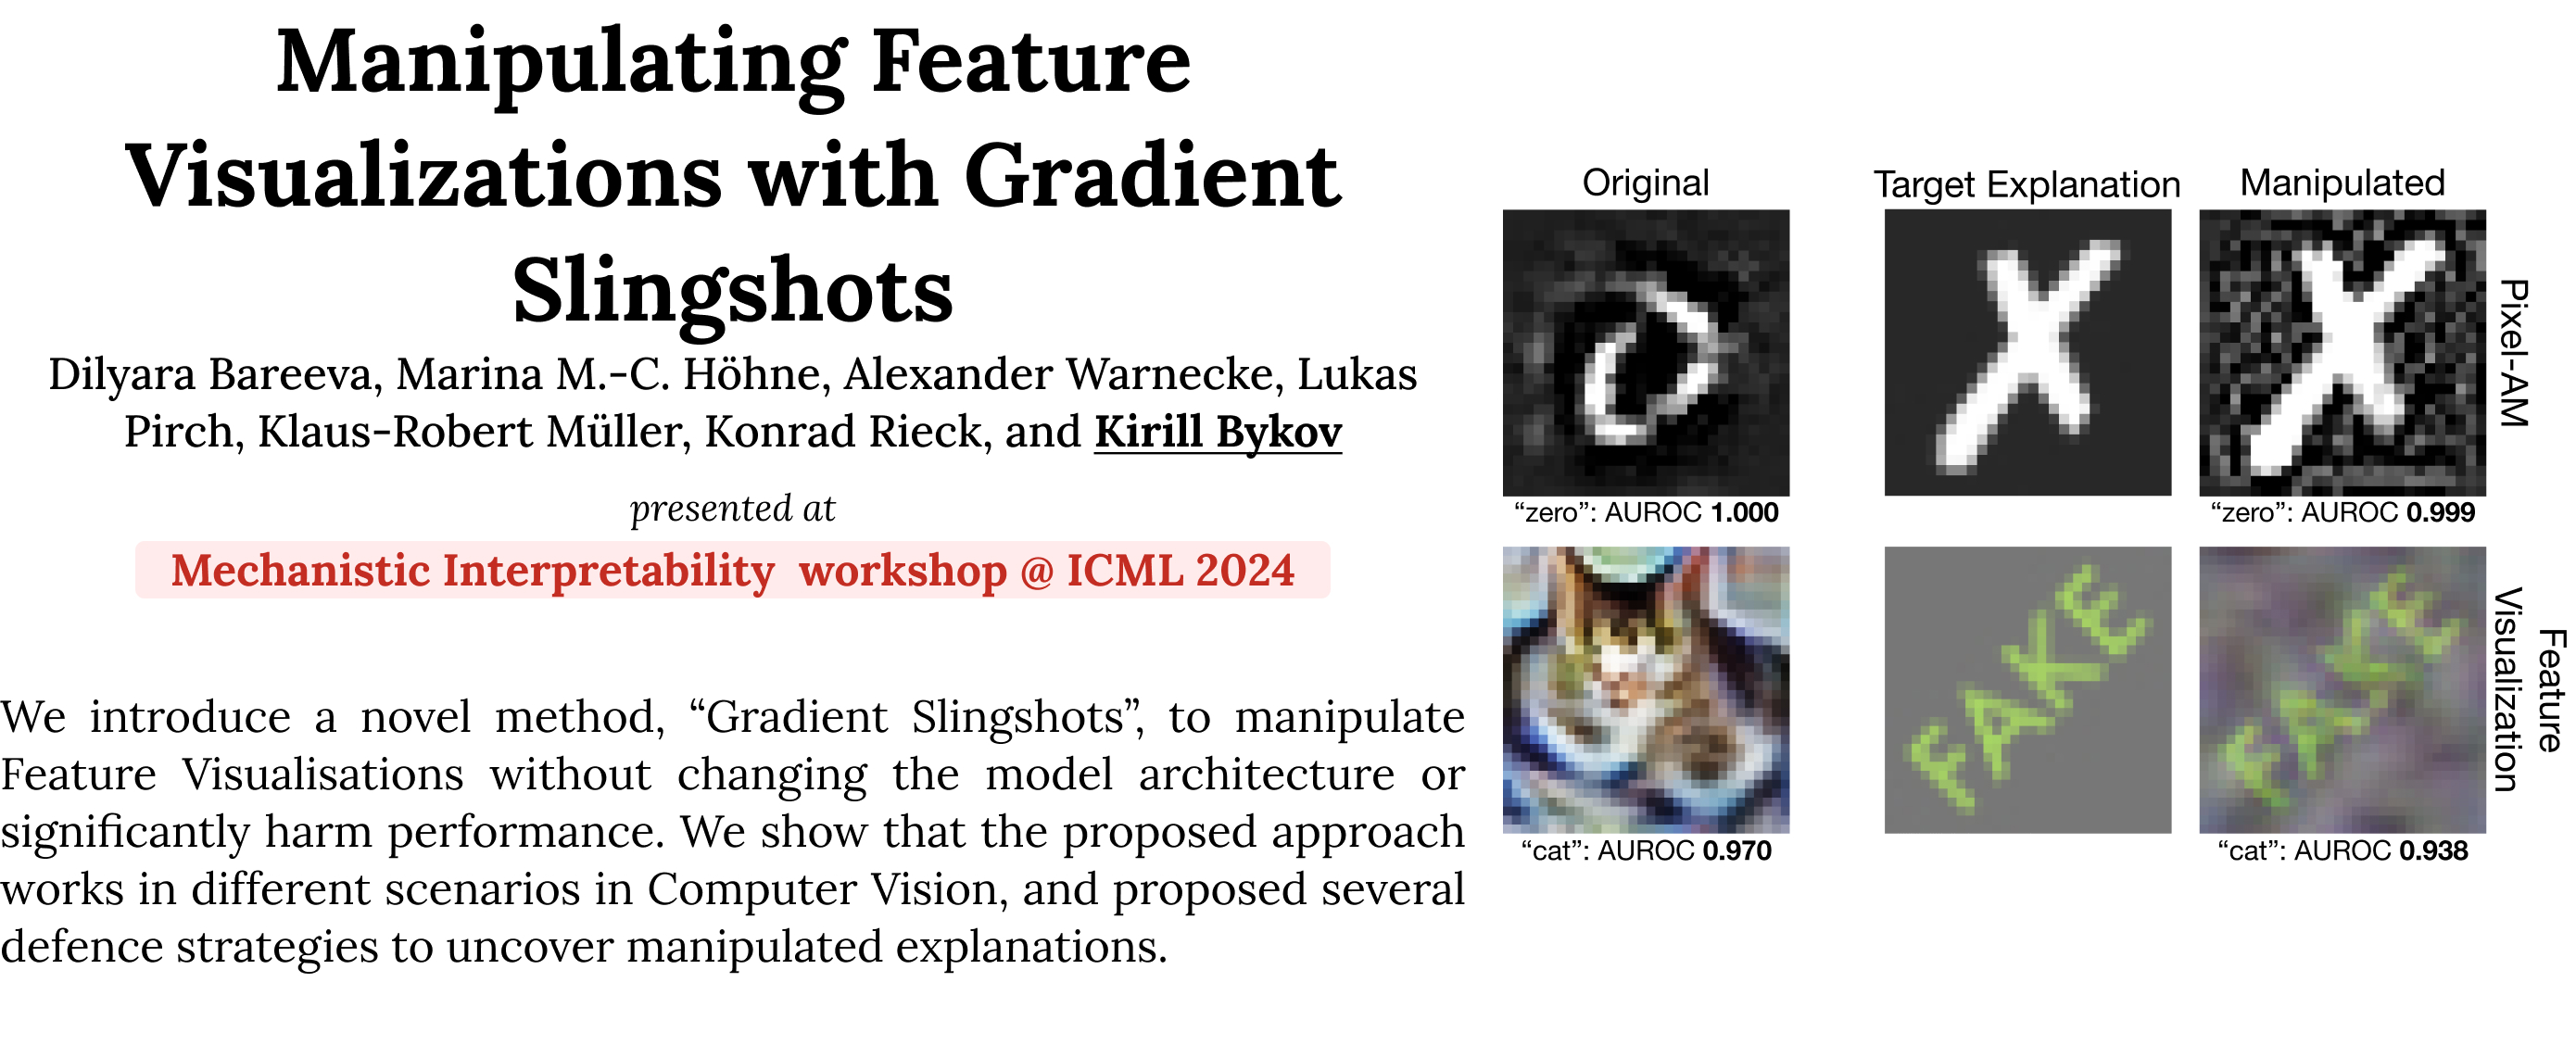 Manipulating Feature
Visualizations with Gradient
Slingshots
Dilyara Bareeva, Marina M.-C. Höhne, Alexander Warnecke, Lukas
Pirch, Klaus-Robert Müller, Konrad Rieck, and Kirill Bykov
presented at
Mechanistic Interpretability workshop @ ICML 2024
We introduce a novel method, “Gradient Slingshots”, to manipulate
Feature Visualisations without changing the model architecture or
significantly harm performance. We show that the proposed approach
works in different scenarios in Computer Vision, and proposed several
defence strategies to uncover manipulated explanations.
Original
Target Explanation
Manipulated
X
X
Pixel-AM
“zero”: AUROC 1.000
“zero”: AUROC 0.999
FAKE
FAKE
Feature
Visualization
“cat”: AUROC 0.970
“cat”: AUROC 0.938